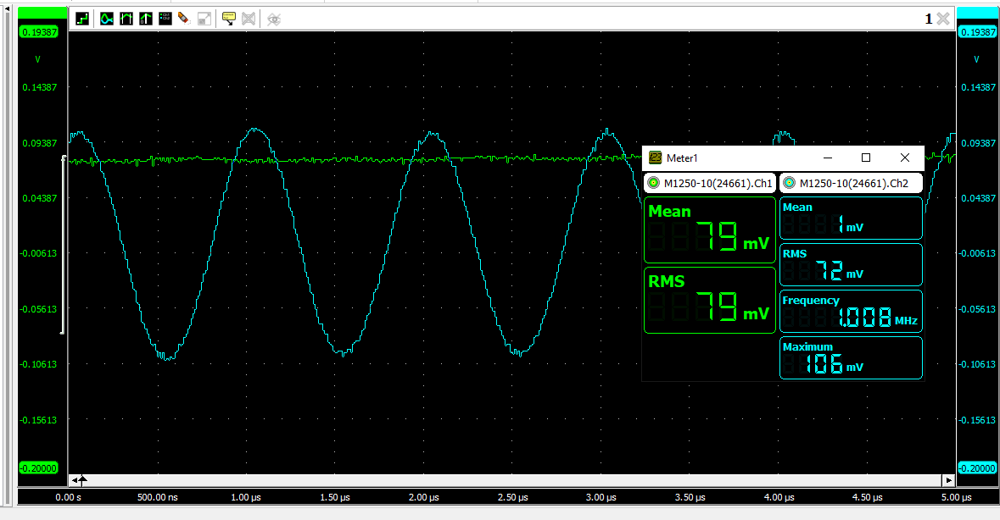 1
0.19387
V
0.14387
0.09387
0.04387
-0.00613
-0.05613
-0.10613
-0.15613
-0.20000
f
0.19387
V
0.14387
0.09387
0.04387
-0.00613
-0.05613
-0.10613
-0.15613
-0.20000
123 Meter1
M1250-10(24661).Ch1 M1250-10(24661).Ch2
Mean
79 mV
RMS
79 mV
Mean
1 mV
RMS
72 mV
Frequency
1.008 MHz
Maximum
106 mV
0.00 s 500.00 ns 1.00 µs 1.50 µs 2.00 µs 2.50 µs 3.00 µs 3.50 µs 4.00 µs 4.50 µs 5.00 µs